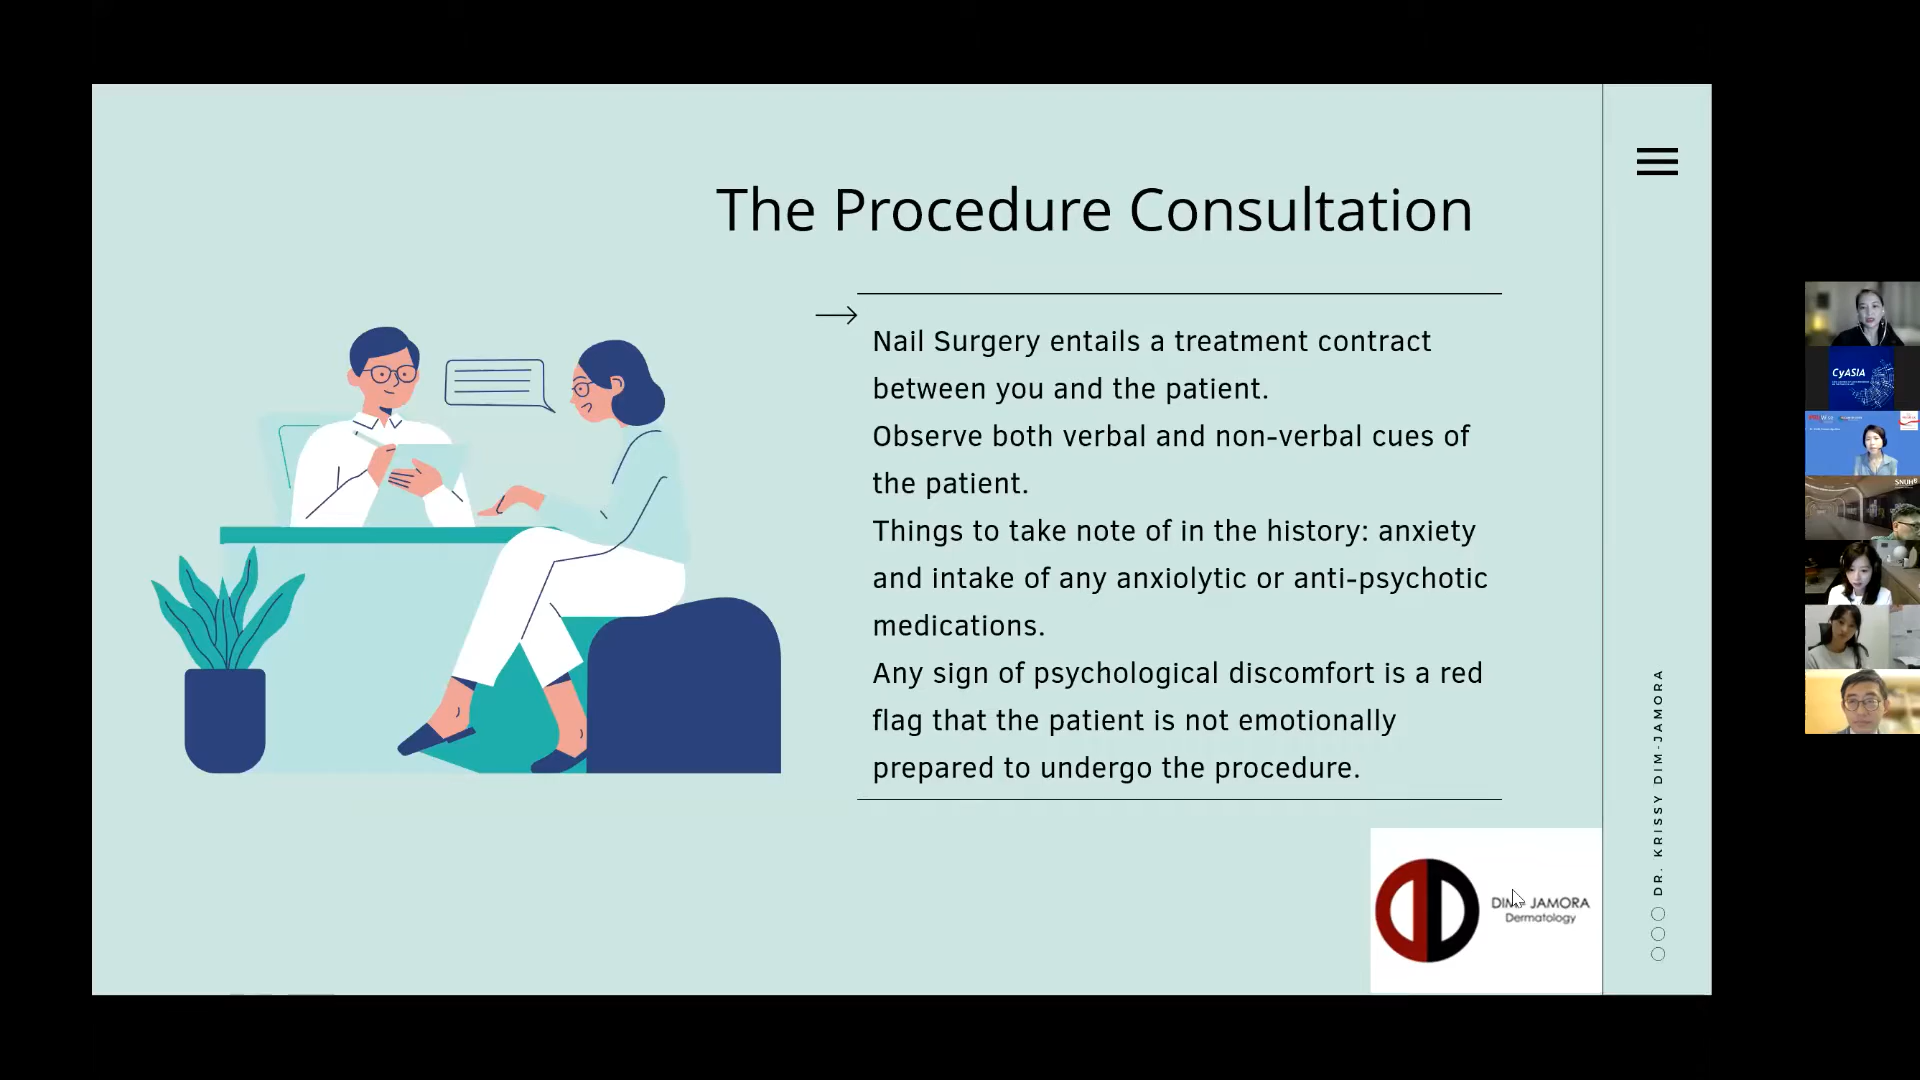 The Procedure Consultation
Nail Surgery entails a treatment contract
between you and the patient.
Observe both verbal and non-verbal cues of
the patient.
Things to take note of in the history: anxiety
and intake of any anxiolytic or anti-psychotic
medications.
Any sign of psychological discomfort is a red
flag that the patient is not emotionally
prepared to undergo the procedure.
DR. KRISSY DIM-JAMORA
JAMORA
Dermatology
CyASIA
SNUH